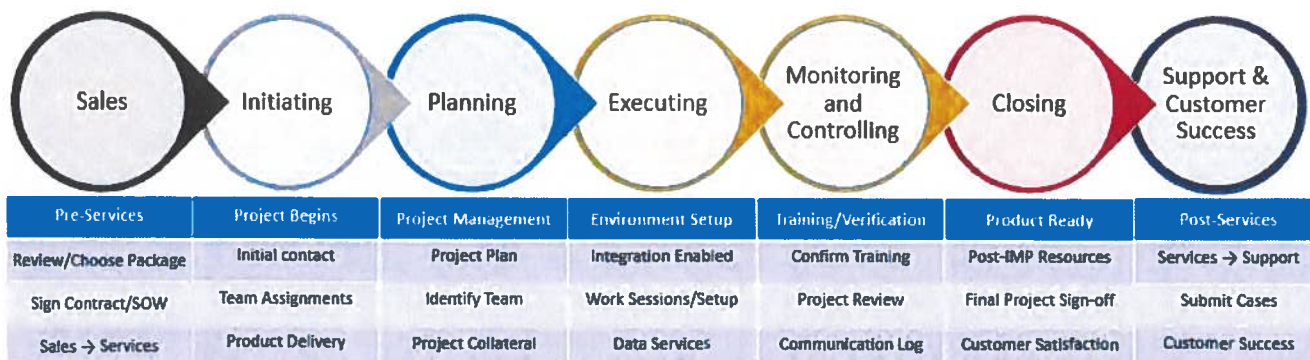 Sales
Initiating
Planning
Executing
Monitoring
and
Controlling
Closing
Support &
Customer
Success
Pre-Services Project Begins Project Management Environment Setup Training/Verification Product Ready Post-Services
Review/Choose Package Initial contact Project Plan Integration Enabled Confirm Training Post-IMP Resources Services → Support
Sign Contract/SOW Team Assignments Identify Team Work Sessions/Setup Project Review Final Project Sign-off Submit Cases
Sales → Services Product Delivery Project Collateral Data Services Communication Log Customer Satisfaction Customer Success